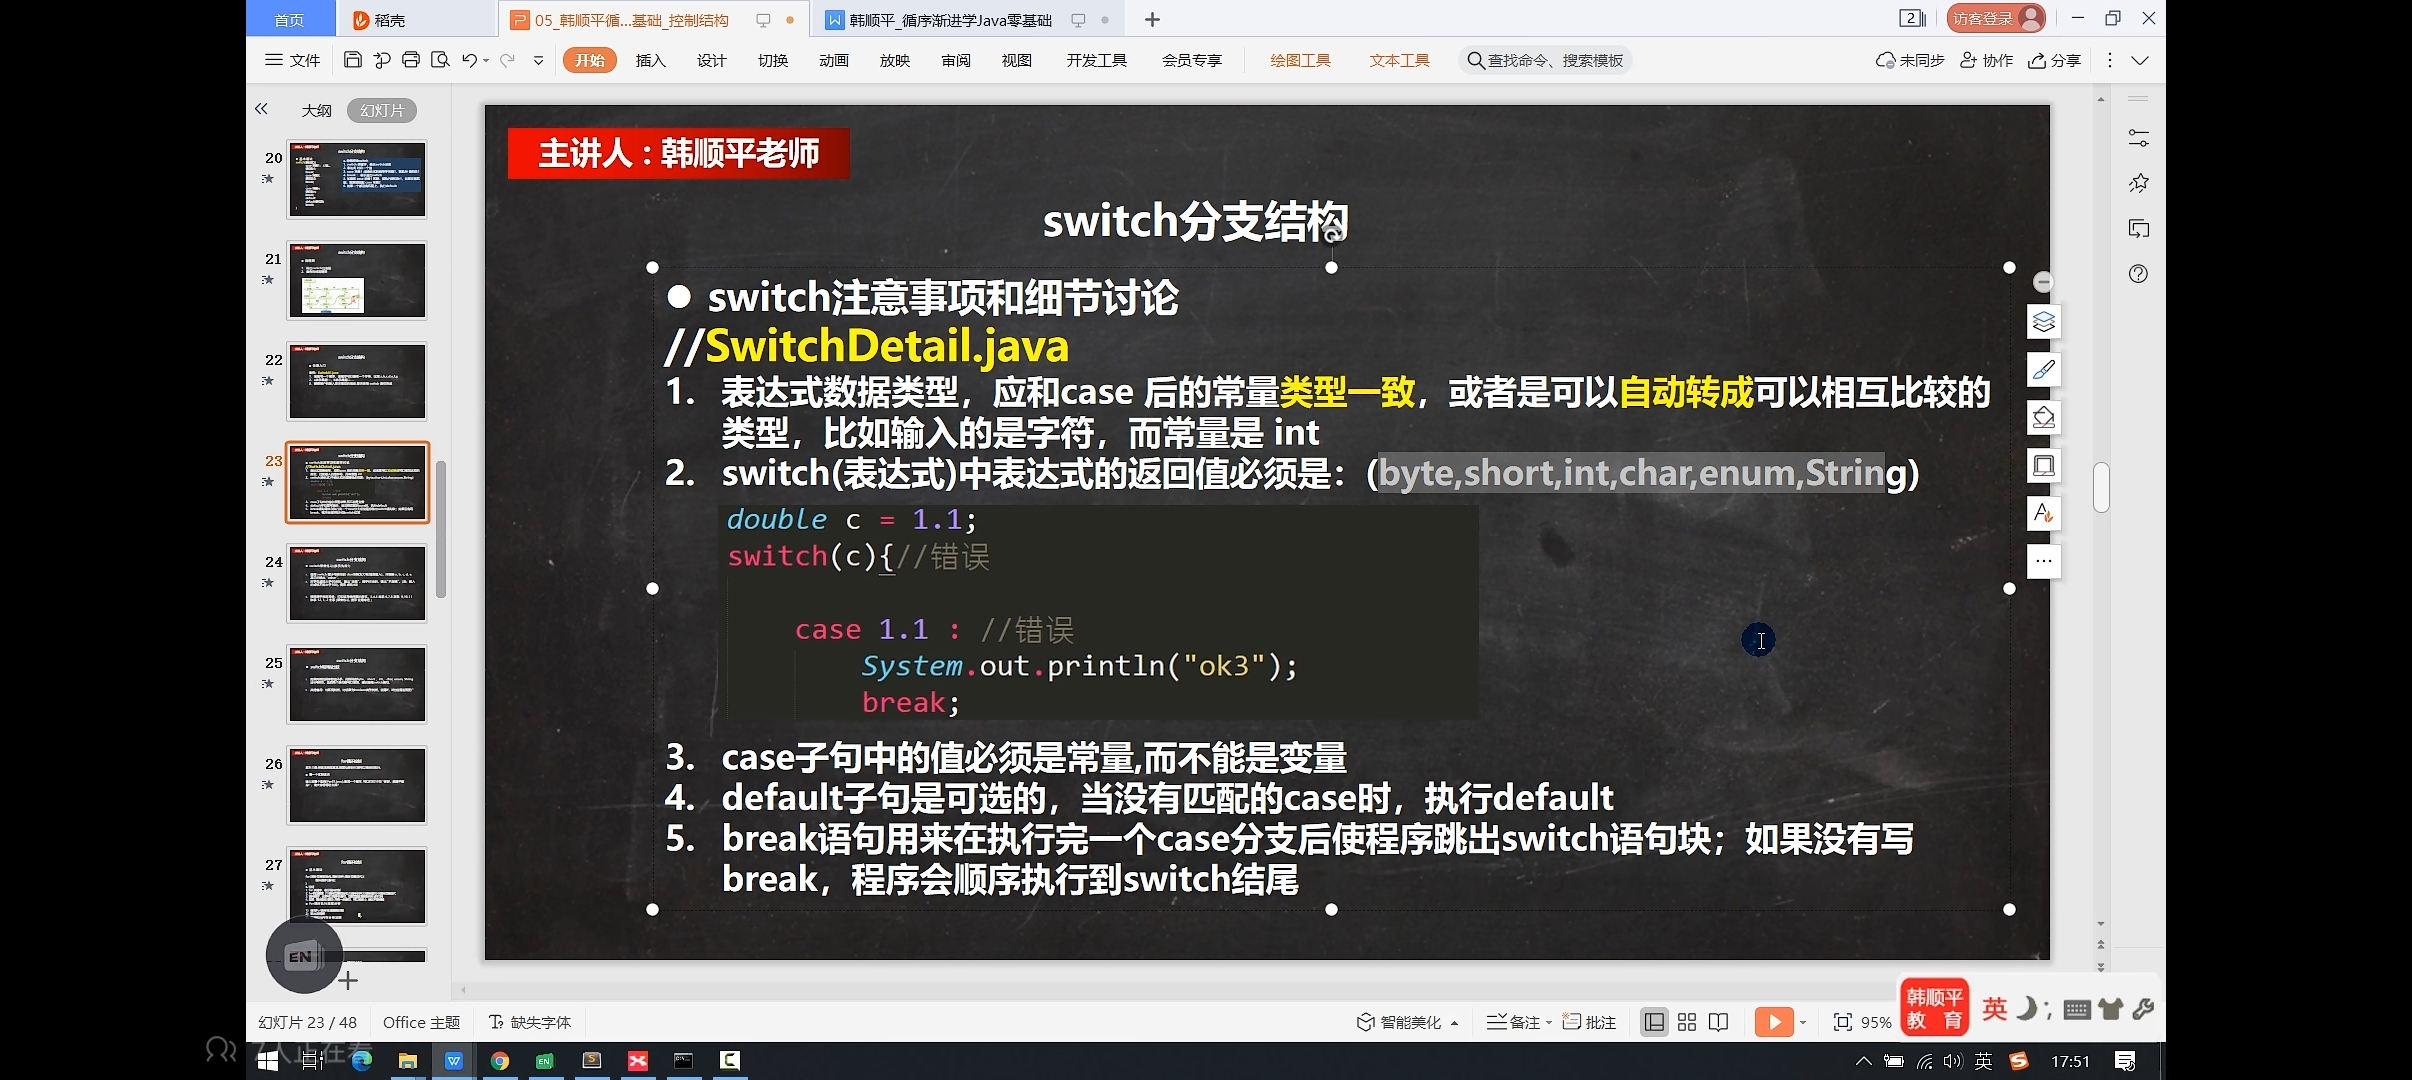 首页
稻壳
05_韩顺平循...基础_控制结构
韩顺平_循序渐进学Java零基础
2
访客登录
文件
开始
插入
设计
切换
动画
放映
审阅
视图
开发工具
会员专享
绘图工具
文本工具
查找命令、搜索模板
未同步
协作
分享
大纲
幻灯片
20
21
22
23
24
25
26
27
主讲人：韩顺平老师
switch分支结构
switch注意事项和细节讨论
//SwitchDetail.java
1. 表达式数据类型，应和case 后的常量类型一致，或者是可以自动转成可以相互比较的
类型，比如输入的是字符，而常量是 int
2. switch(表达式)中表达式的返回值必须是：(byte,short,int,char,enum,String)
double c = 1.1;
switch(c){//错误
case 1.1 : //错误
System.out.println("ok3");
break;
3. case子句中的值必须是常量,而不能是变量
4. default子句是可选的，当没有匹配的case时，执行default
5. break语句用来在执行完一个case分支后使程序跳出switch语句块；如果没有写
break，程序会顺序执行到switch结尾
EN
幻灯片 23 / 48
Office 主题
缺失字体
智能美化
备注
批注
95%
韩顺平
教 育
英
7人正在看
英
17:51